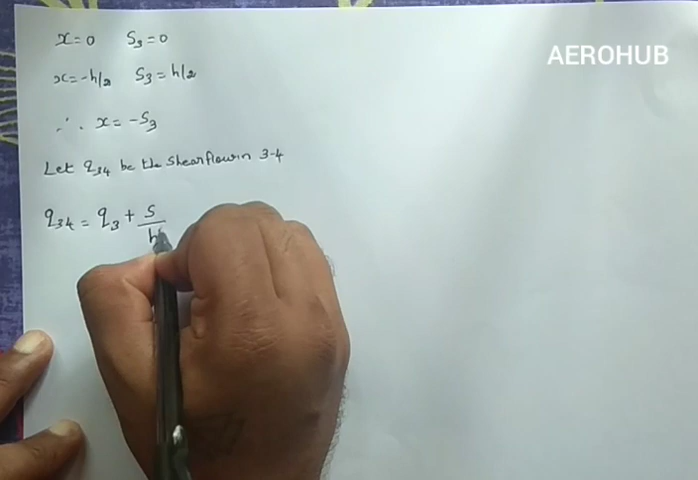 x=0 S₃=0
AEROHUB
x=-h/2 S₃=h/2
∴ x = -S₃
Let q₃₄ be the shear flow in 3-4
q₃₄ = q₃ + S/h